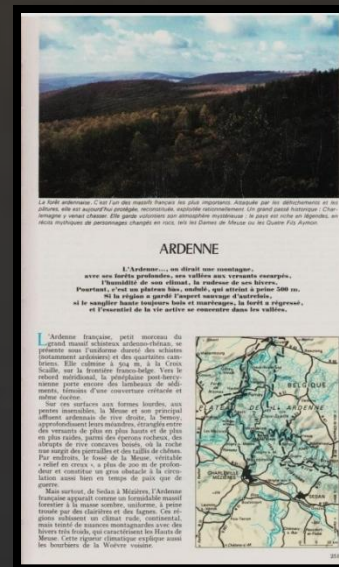 La forêt ardennaise. C'est l'un des massifs français les plus importants. Attaquée par les défrichements et les
pâtures, elle est aujourd'hui protégée, reconstituée, exploitée rationnellement. Un grand passé historique : Char-
lemagne y venait chasser. Elle garde volontiers son atmosphère mystérieuse : le pays est riche en légendes, en
récits mythiques de personnages changés en rocs, tels les Dames de Meuse ou les Quatre Fils Aymon.
ARDENNE
L'Ardenne..., on dirait une montagne,
avec ses forêts profondes, ses vallées aux versants escarpés,
l'humidité de son climat, la rudesse de ses hivers.
Pourtant, c'est un plateau bas, ondulé, qui atteint à peine 500 m.
Si la région a gardé l'aspect sauvage d'autrefois,
si le sanglier hante toujours bois et marécages, la forêt a régressé,
et l'essentiel de la vie active se concentre dans les vallées.
L'Ardenne française, petit morceau du
grand massif schisteux ardenno-rhénan, se
présente sous l'uniforme dureté des schistes
(notamment ardoisiers) et des quartzites cam-
briens. Elle culmine à 504 m, à la Croix
Scaille, sur la frontière franco-belge. Vers le
rebord méridional, la pénéplaine post-hercy-
nienne porte encore des lambeaux de sédi-
ments, témoins d'une couverture crétacée et
même éocène.
Sur ces surfaces aux formes lourdes, aux
pentes insensibles, la Meuse et son principal
affluent ardennais de rive droite, la Semoy,
approfondissent leurs méandres, étranglés entre
des versants de plus en plus hauts et de plus
en plus raides, parmi des éperons rocheux, des
abrupts de rive concaves boisés, où la roche
nue surgit des pierrailles et des taillis de chênes.
Par endroits, le fossé de la Meuse, véritable
« relief en creux », a plus de 200 m de profon-
deur et constitue un gros obstacle à la circu-
lation aussi bien en temps de paix que de
guerre.
Mais surtout, de Sedan à Mézières, l'Ardenne
française apparaît comme un formidable massif
forestier à la masse sombre, uniforme, à peine
trouée par des clairières et des fagnes. Ces ré-
gions subissent un climat rude, continental,
mais teinté de nuances montagnardes avec des
hivers très froids, qui caractérisent les Hauts de
Meuse. Cette rigueur climatique expose aussi
les bourbiers de la Woëvre voisine.
BELGIQUE
ARDENNE
CHARLEVILLE-
MÉZIÈRES
SEDAN